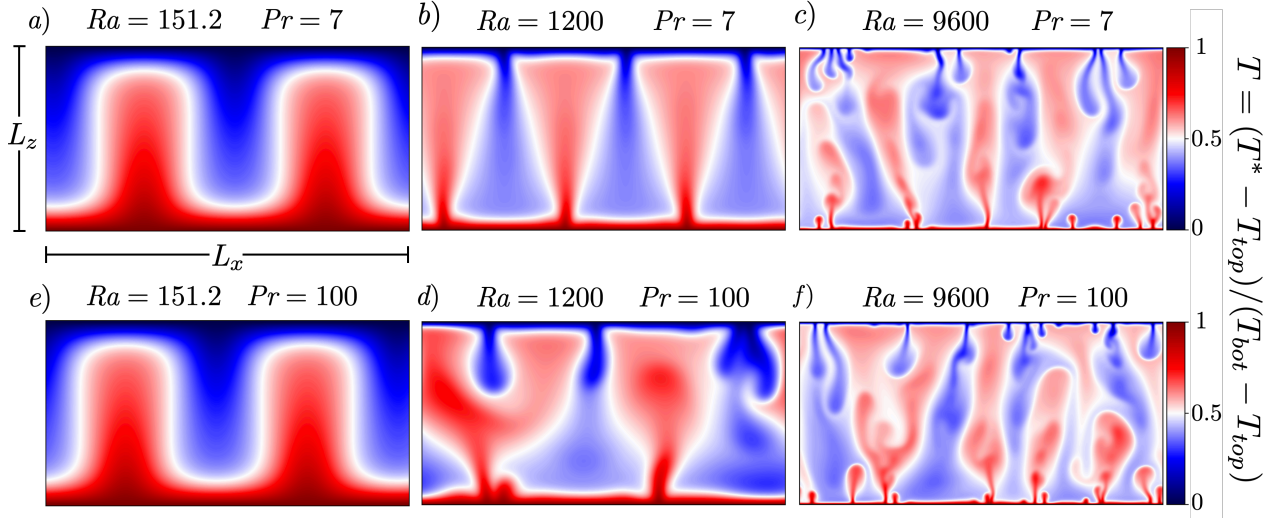 a) Ra = 151.2 Pr = 7
b) Ra = 1200 Pr = 7
c) Ra = 9600 Pr = 7
L_z
L_x
1
0.5
0
e) Ra = 151.2 Pr = 100
d) Ra = 1200 Pr = 100
f) Ra = 9600 Pr = 100
1
0.5
0
T = (T* − T_top)/(T_bot − T_top)